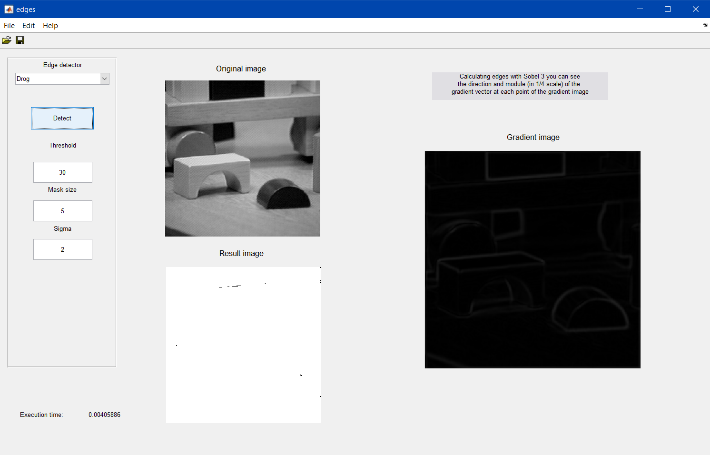 edges
File Edit Help
Edge detector
Drog
Detect
Threshold
30
Mask size
5
Sigma
2
Execution time: 0.00405886
Original image
Result image
Calculating edges with Sobel 3 you can see
the direction and module (in 1/4 scale) of the
gradient vector at each point of the gradient image
Gradient image